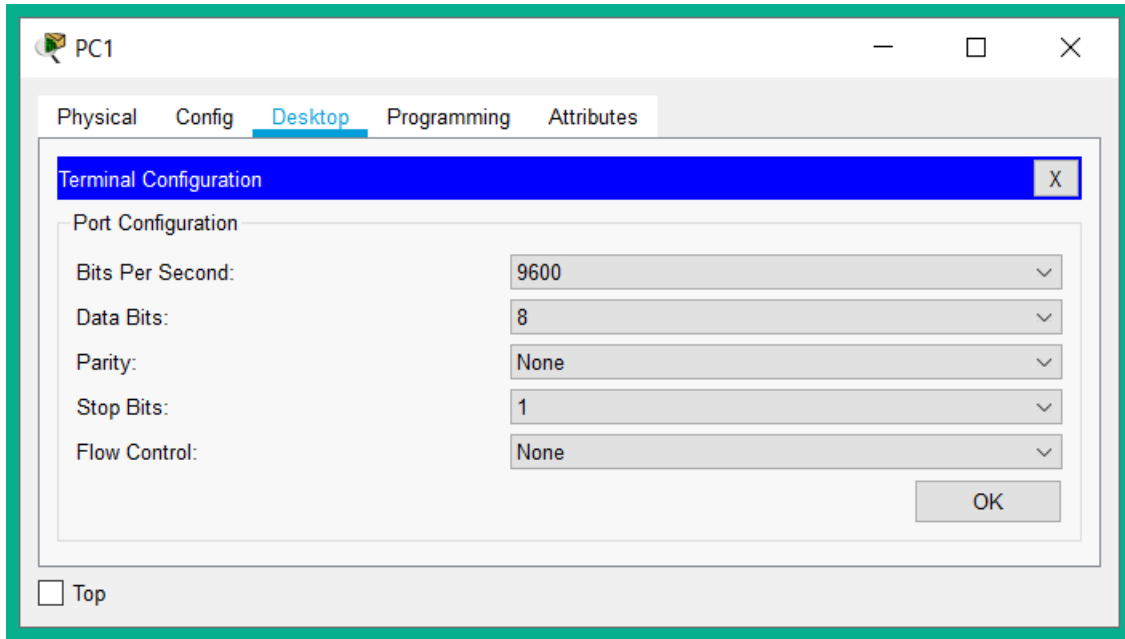 PC1
Physical Config Desktop Programming Attributes
Terminal Configuration X
Port Configuration
Bits Per Second: 9600
Data Bits: 8
Parity: None
Stop Bits: 1
Flow Control: None
OK
Top